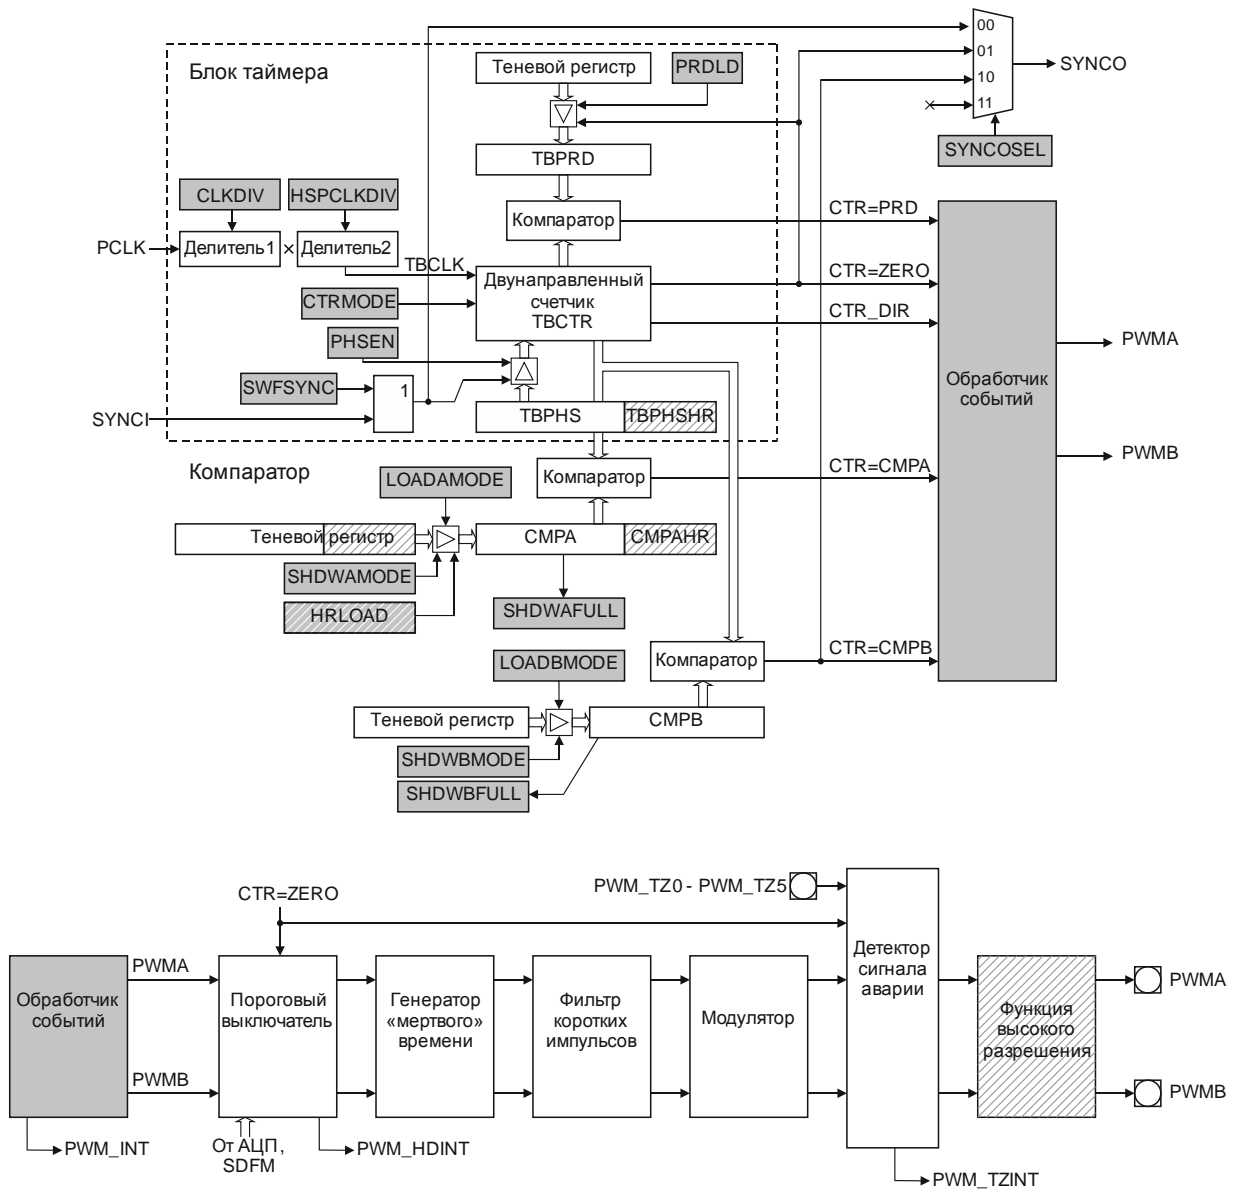 00
01
10
11
SYNCO
SYNCOSEL
Блок таймера
Теневой регистр
PRDLD
TBPRD
CLKDIV
HSPCLKDIV
Компаратор
CTR=PRD
PCLK
Делитель1
×
Делитель2
TBCLK
Двунаправленный
счетчик
TBCTR
CTR=ZERO
CTRMODE
CTR_DIR
PHSEN
PWMA
SWFSYNC
1
Обработчик
событий
SYNCI
TBPHS
TBPHSHR
PWMB
Компаратор
LOADAMODE
Компаратор
CTR=CMPA
Теневой регистр
CMPA
CMPAHR
SHDWAMODE
HRLOAD
SHDWAFULL
LOADBMODE
Компаратор
CTR=CMPB
Теневой регистр
CMPB
SHDWBMODE
SHDWBFULL
CTR=ZERO
PWM_TZ0 - PWM_TZ5
Обработчик
событий
PWMA
PWMB
Пороговый
выключатель
Генератор
«мертвого»
времени
Фильтр
коротких
импульсов
Модулятор
Детектор
сигнала
аварии
Функция
высокого
разрешения
PWMA
PWMB
PWM_INT
От АЦП,
SDFM
PWM_HDINT
PWM_TZINT